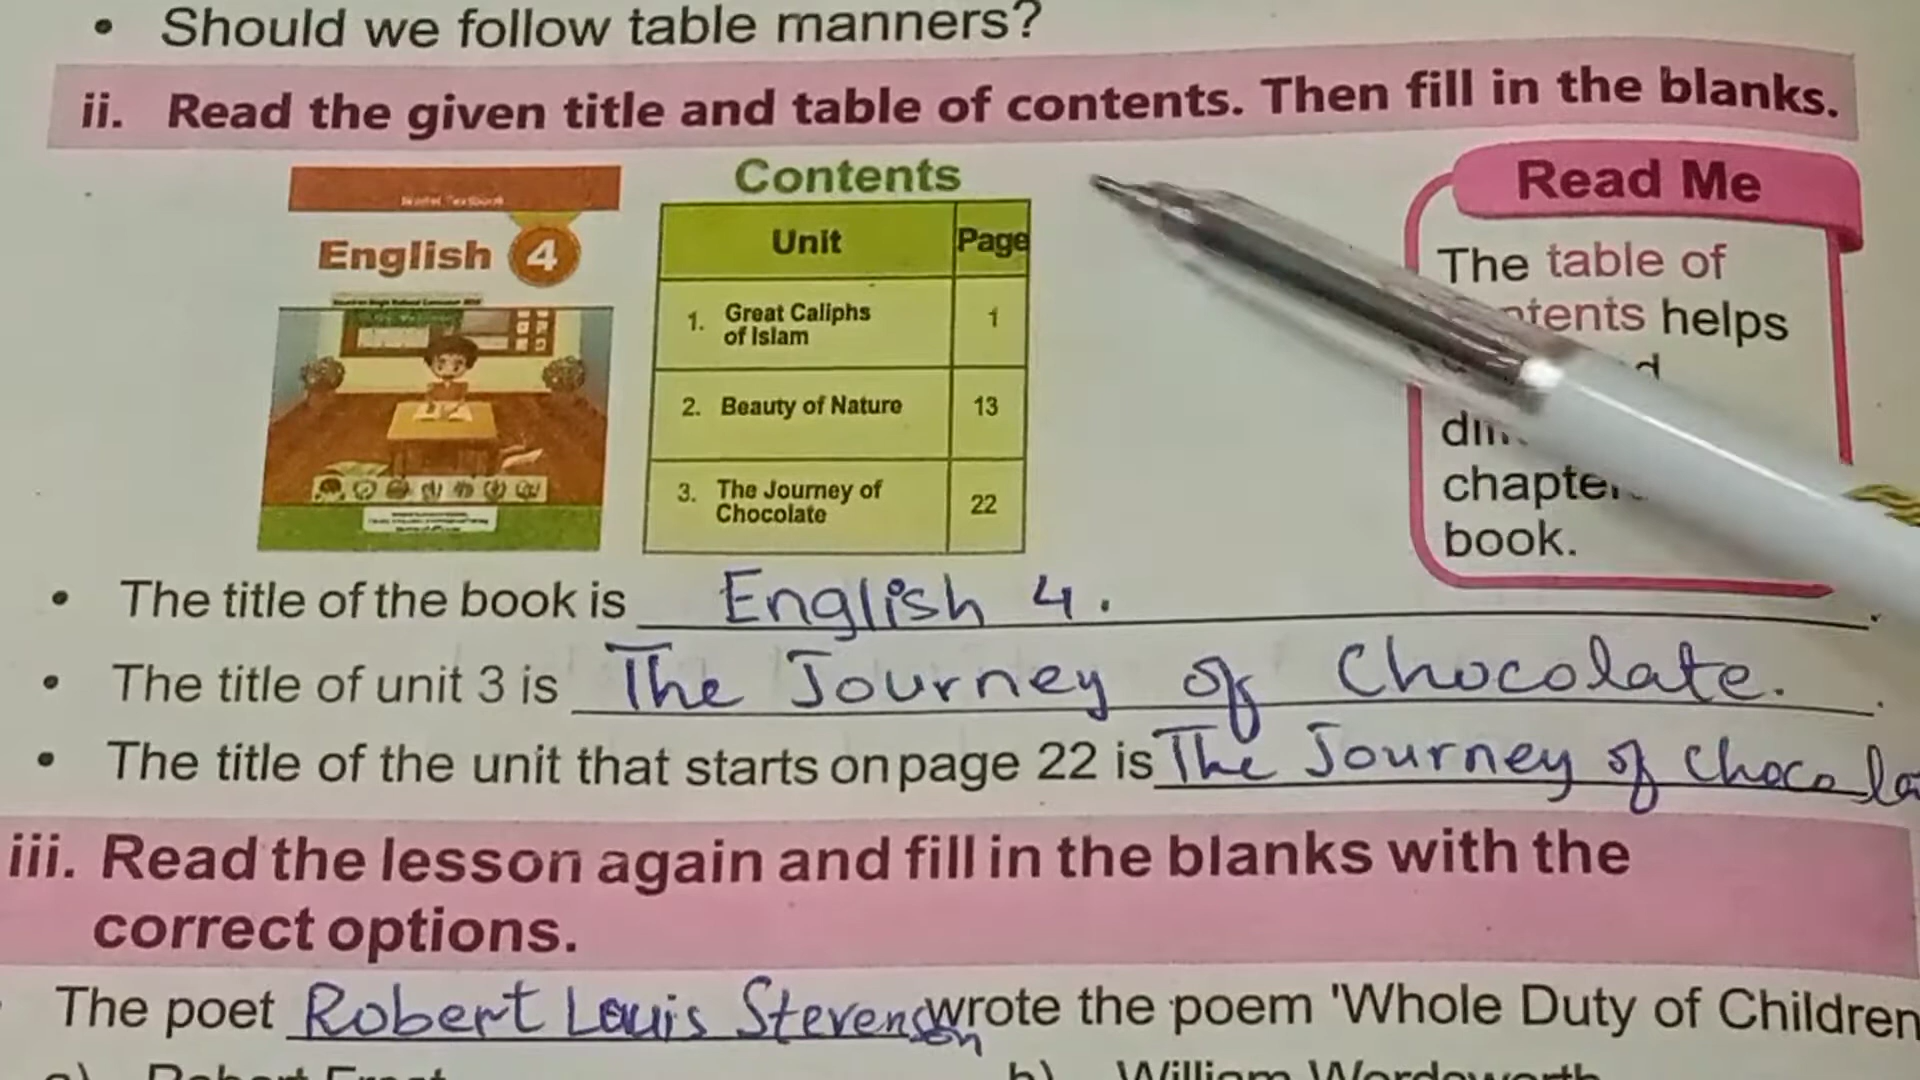 • Should we follow table manners?
ii. Read the given title and table of contents. Then fill in the blanks.
English 4
Contents
Unit Page
1. Great Caliphs of Islam 1
2. Beauty of Nature 13
3. The Journey of Chocolate 22
Read Me
The table of
helps
book.
• The title of the book is English 4.
• The title of unit 3 is The Journey of Chocolate.
• The title of the unit that starts on page 22 is The Journey of
iii. Read the lesson again and fill in the blanks with the
correct options.
The poet Robert Louis Stevenson wrote the poem 'Whole Duty of Children
b) William Wordsworth